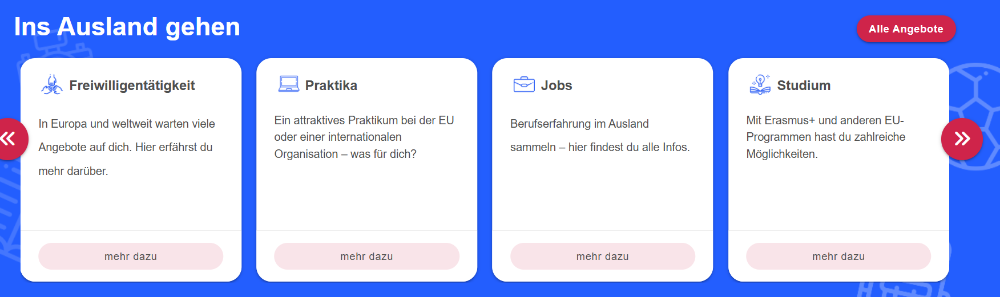 Ins Ausland gehen
Alle Angebote
Freiwilligentätigkeit
In Europa und weltweit warten viele
Angebote auf dich. Hier erfährst du
mehr darüber.
mehr dazu
Praktika
Ein attraktives Praktikum bei der EU
oder einer internationalen
Organisation – was für dich?
mehr dazu
Jobs
Berufserfahrung im Ausland
sammeln – hier findest du alle Infos.
mehr dazu
Studium
Mit Erasmus+ und anderen EU-
Programmen hast du zahlreiche
Möglichkeiten.
mehr dazu